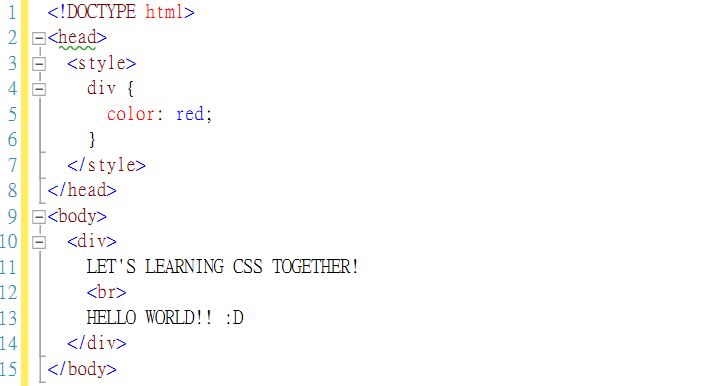 1 <!DOCTYPE html>
2 <head>
3   <style>
4     div {
5       color: red;
6     }
7   </style>
8 </head>
9 <body>
10   <div>
11     LET'S LEARNING CSS TOGETHER!
12     <br>
13     HELLO WORLD!! :D
14   </div>
15 </body>